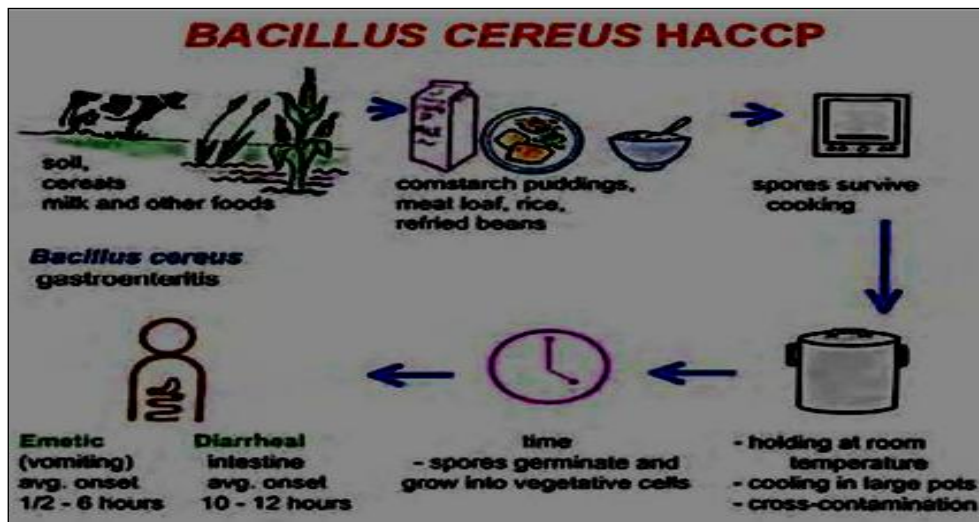 BACILLUS CEREUS HACCP
soil,
cereals
milk and other foods
cornstarch puddings,
meat loaf, rice,
refried beans
spores survive
cooking
Bacillus cereus
gastroenteritis
Emetic
(vomiting)
avg. onset
1/2 - 6 hours
Diarrheal
intestine
avg. onset
10 - 12 hours
time
- spores germinate and
grow into vegetative cells
- holding at room
temperature
- cooling in large pots
- cross-contamination